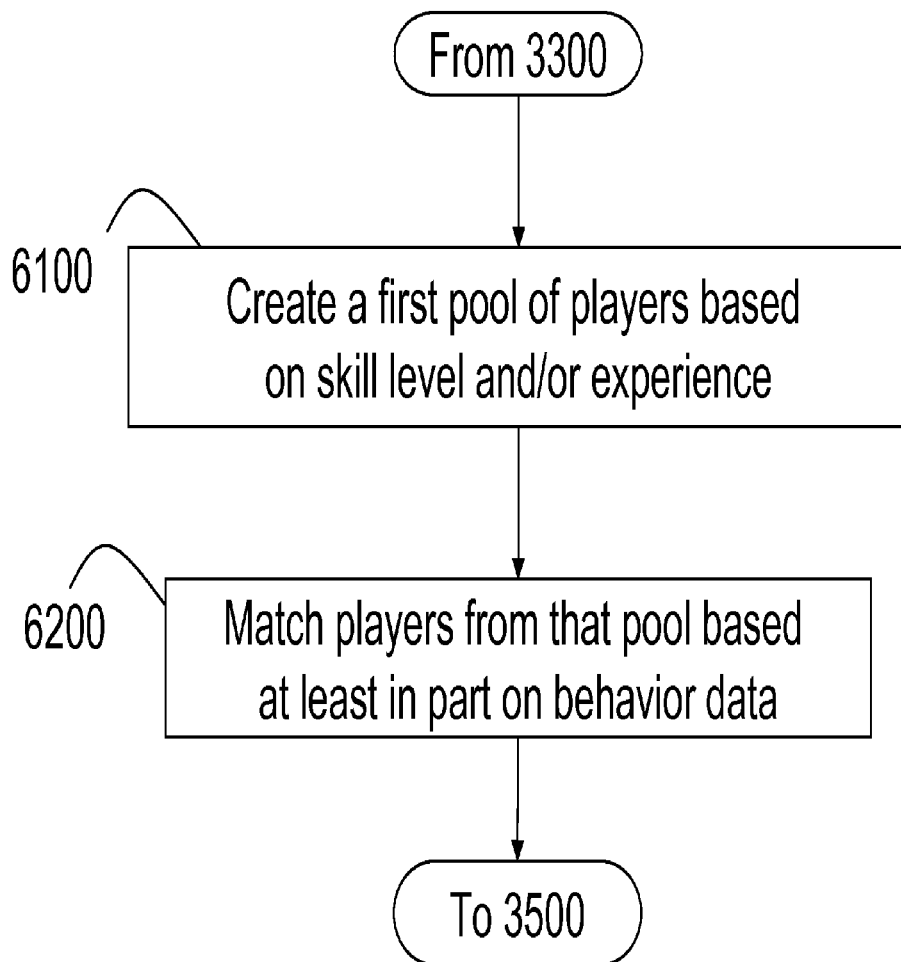 From 3300
6100
Create a first pool of players based
on skill level and/or experience
6200
Match players from that pool based
at least in part on behavior data
To 3500